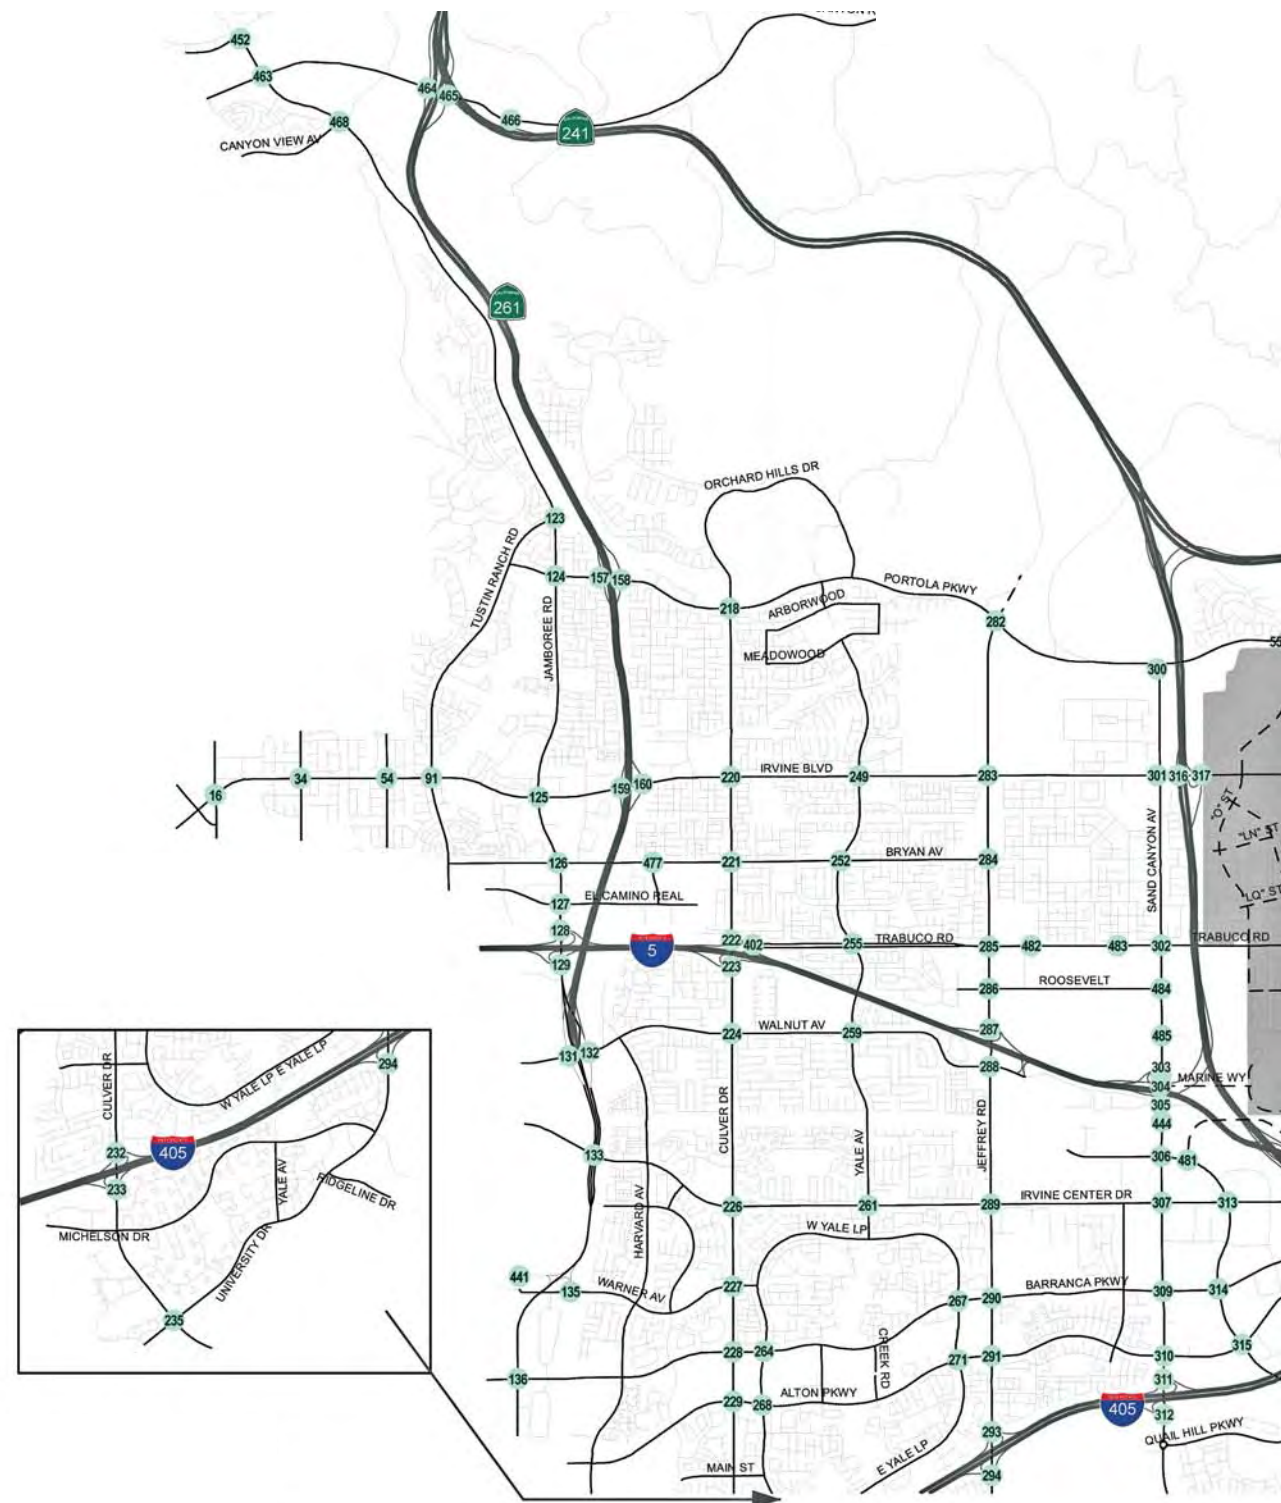 452
463
464
465
466
241
468
CANYON VIEW AV
261
ORCHARD HILLS DR
123
TUSTIN RANCH RD
124
157
158
PORTOLA PKWY
JAMBOREE RD
218
ARBORWOOD
282
MEADOWOOD
300
16
34
54
91
125
159
160
220
IRVINE BLVD
249
283
301
316
317
"O" ST
"LN" ST
SAND CANYON AV
126
477
221
252
BRYAN AV
284
"LQ" ST
127
EL CAMINO REAL
128
5
222
402
255
TRABUCO RD
285
482
483
302
TRABUCO RD
129
223
286
ROOSEVELT
484
131
132
224
WALNUT AV
259
287
485
288
303
304
MARINE WY
305
444
CULVER DR
YALE AV
JEFFREY RD
133
306
481
HARVARD AV
226
261
289
IRVINE CENTER DR
307
313
W YALE LP
441
135
WARNER AV
227
267
290
BARRANCA PKWY
309
314
136
228
264
CREEK RD
271
291
310
315
311
229
268
ALTON PKWY
405
312
293
QUAIL HILL PKWY
MAIN ST
E YALE LP
294
CULVER DR
W YALE LP
E YALE LP
294
232
405
233
YALE AV
RIDGELINE DR
MICHELSON DR
UNIVERSITY DR
235